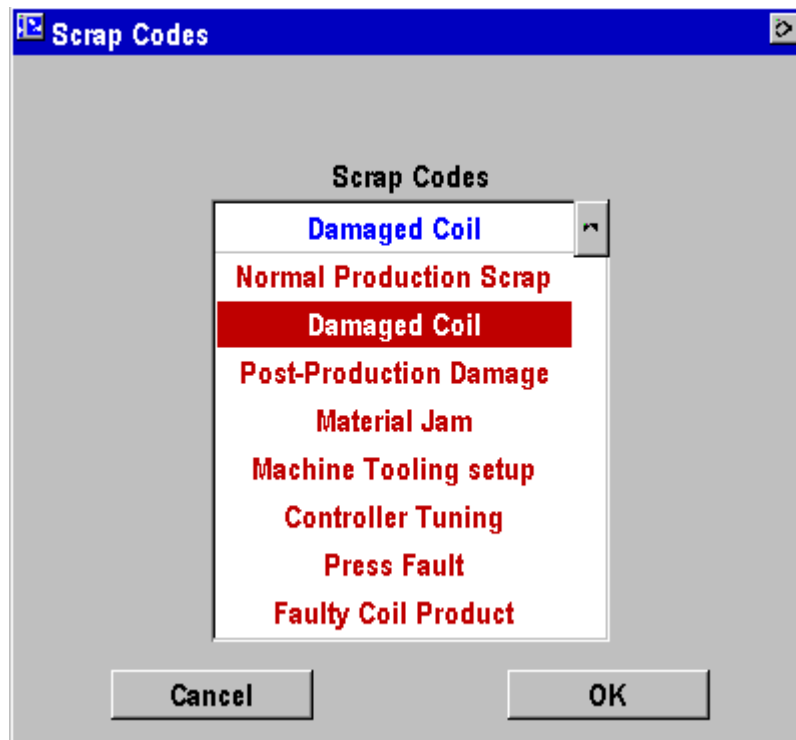 Scrap Codes
Scrap Codes
Damaged Coil
Normal Production Scrap
Damaged Coil
Post-Production Damage
Material Jam
Machine Tooling setup
Controller Tuning
Press Fault
Faulty Coil Product
Cancel OK